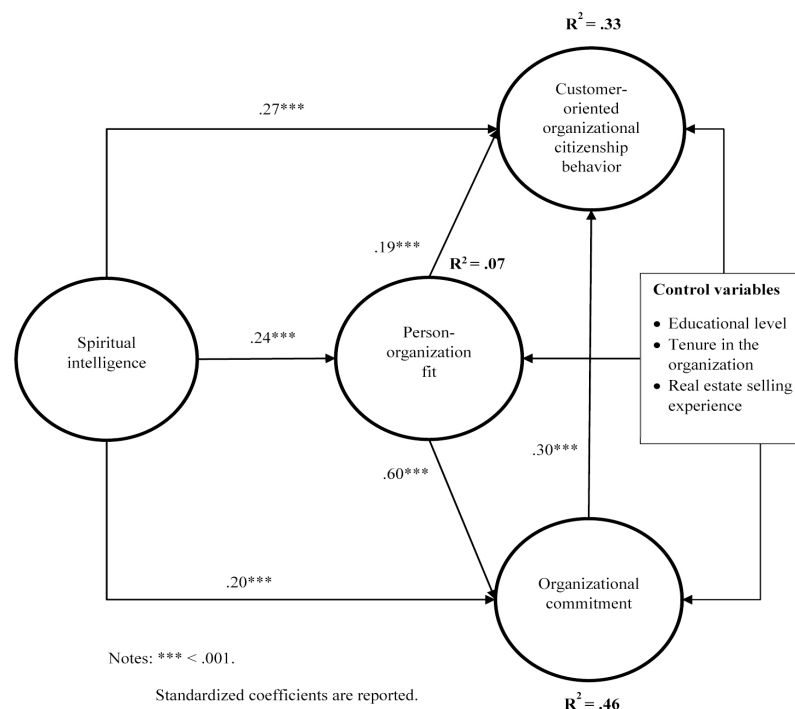 R² = .33
Customer-
oriented
organizational
citizenship
behavior
.27***
.19***
R² = .07
Control variables
• Educational level
• Tenure in the
organization
• Real estate selling
experience
Spiritual
intelligence
.24***
Person-
organization
fit
.60***
.30***
.20***
Organizational
commitment
Notes: *** < .001.
Standardized coefficients are reported.
R² = .46